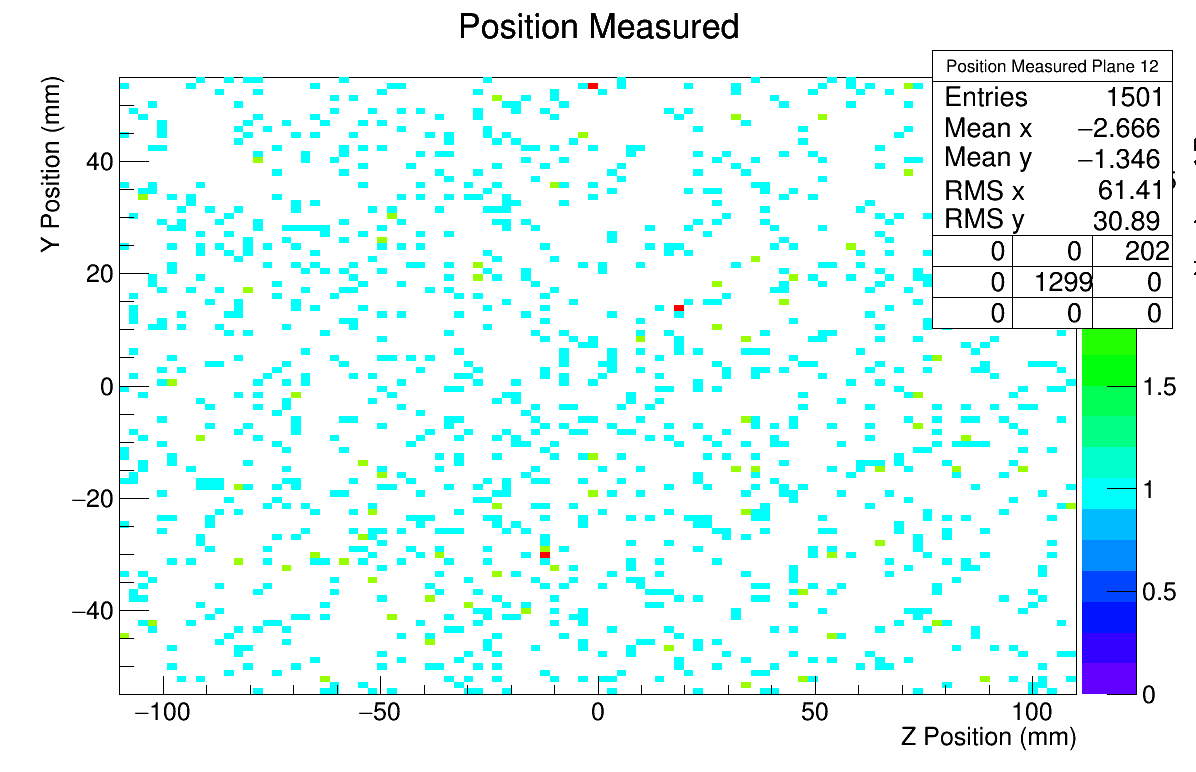 Position Measured
Position Measured Plane 12
Entries 1501
Mean x −2.666
Mean y −1.346
RMS x 61.41
RMS y 30.89
0 0 202
0 1299 0
0 0 0
Y Position (mm)
40
20
0
−20
−40
−100
−50
0
50
100
Z Position (mm)
1.5
1
0.5
0